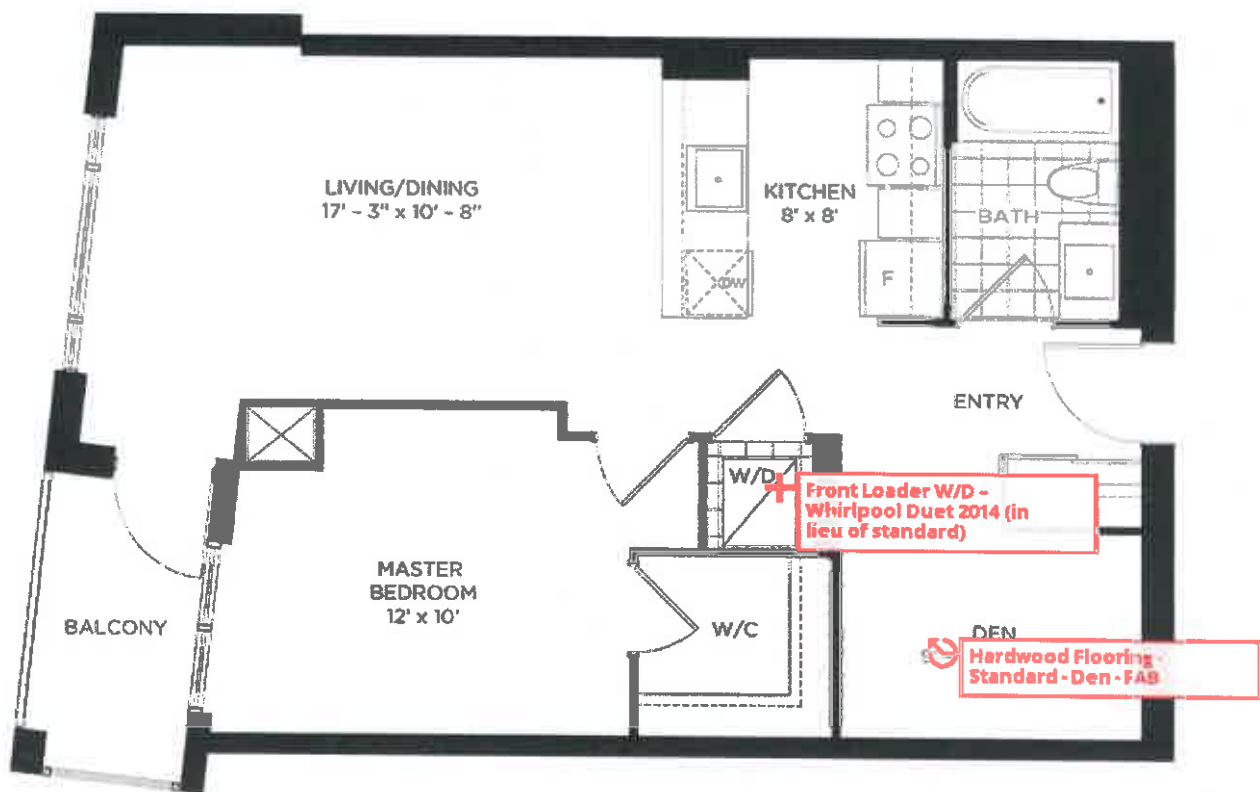 LIVING/DINING
17' - 3" x 10' - 8"
KITCHEN
8' x 8'
BATH
DW
F
ENTRY
W/D
Front Loader W/D -
Whirlpool Duet 2014 (in
lieu of standard)
MASTER
BEDROOM
12' x 10'
BALCONY
W/C
DEN
Hardwood Flooring -
Standard - Den - FAB